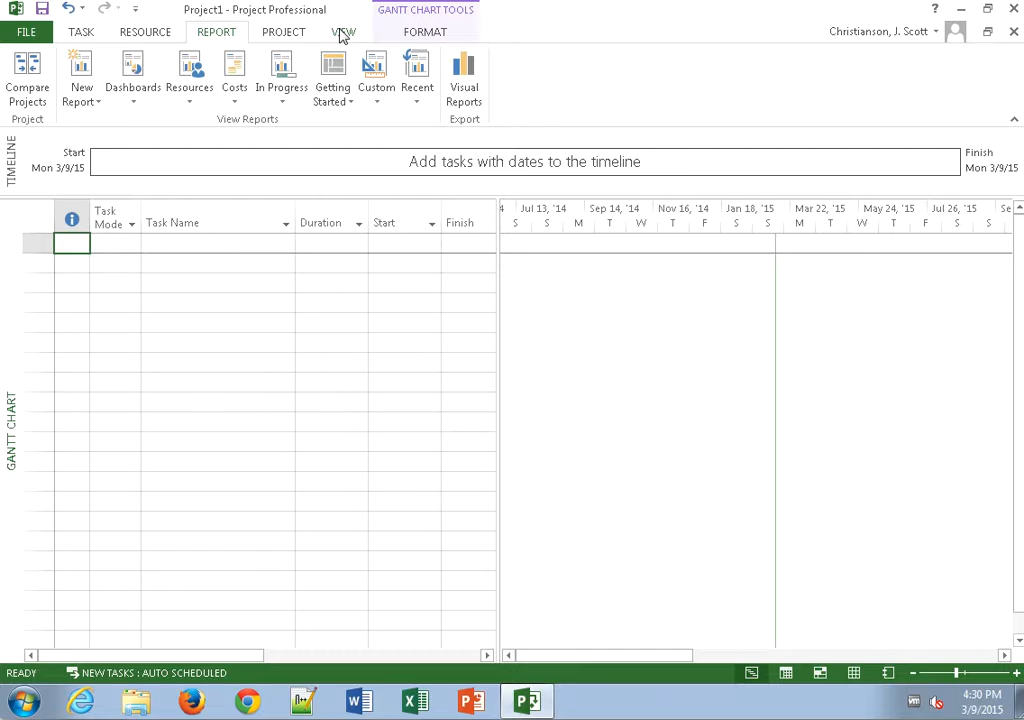 Project1 - Project Professional
GANTT CHART TOOLS
?
FILE TASK RESOURCE REPORT PROJECT VIEW FORMAT
Christianson, J. Scott
Compare Projects
New Report
Dashboards
Resources
Costs
In Progress
Getting Started
Custom
Recent
Visual Reports
Project
View Reports
Export
TIMELINE
Start
Mon 3/9/15
Add tasks with dates to the timeline
Finish
Mon 3/9/15
Task Mode
Task Name
Duration
Start
Finish
4 Jul 13, '14 Sep 14, '14 Nov 16, '14 Jan 18, '15 Mar 22, '15 May 24, '15 Jul 26, '15 Se
S S M T W T F S S M T W T F S S
GANTT CHART
READY NEW TASKS : AUTO SCHEDULED
4:30 PM
3/9/2015